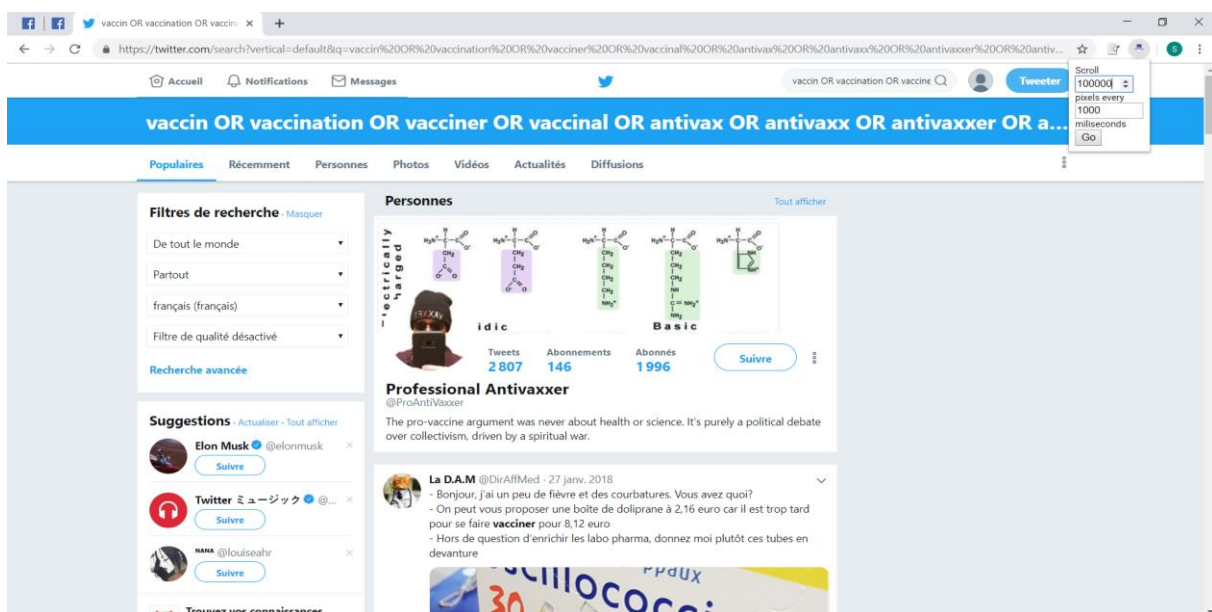 vaccin OR vaccination OR vaccin
https://twitter.com/search?vertical=default&q=vaccin%20OR%20vaccination%20OR%20vacciner%20OR%20vaccinal%20OR%20antivax%20OR%20antivaxx%20OR%20antivaxxer%20OR%20antiv...
S
Accueil Notifications Messages
vaccin OR vaccination OR vaccine
Tweeter
Scroll
100000
pixels every
1000
miliseconds
Go
vaccin OR vaccination OR vacciner OR vaccinal OR antivax OR antivaxx OR antivaxxer OR a...
Populaires Récemment Personnes Photos Vidéos Actualités Diffusions
Filtres de recherche · Masquer
De tout le monde
Partout
français (français)
Filtre de qualité désactivé
Recherche avancée
Suggestions · Actualiser · Tout afficher
Elon Musk @elonmusk
Suivre
Twitter ミュージック @...
Suivre
NANA @louiseahr
Suivre
Trouvez vos connaissances
Personnes Tout afficher
idic
Basic
Tweets Abonnements Abonnés
2 807 146 1 996
Suivre
Professional Antivaxxer
@ProAntiVaxxer
The pro-vaccine argument was never about health or science. It's purely a political debate
over collectivism, driven by a spiritual war.
La D.A.M @DirAffMed · 27 janv. 2018
- Bonjour, j'ai un peu de fièvre et des courbatures. Vous avez quoi?
- On peut vous proposer une boîte de doliprane à 2,16 euro car il est trop tard
pour se faire vacciner pour 8,12 euro
- Hors de question d'enrichir les labo pharma, donnez moi plutôt ces tubes en
devanture
30